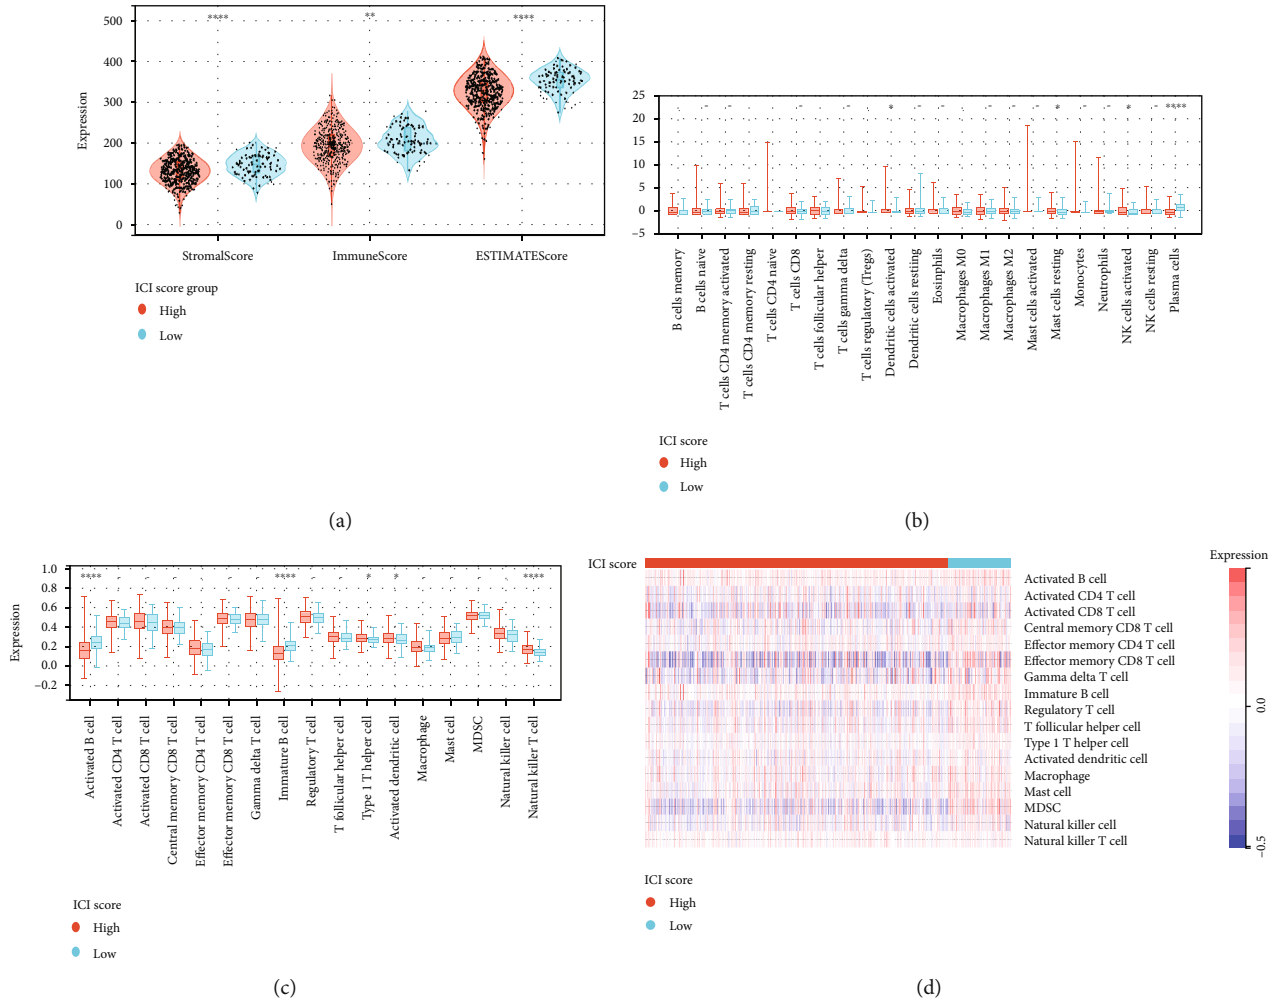 500
400
300
200
100
0
Expression
****
**
****
StromalScore
ImmuneScore
ESTIMATEScore
ICI score group
High
Low
(a)
25
20
15
10
5
0
−5
*
*
*
****
B cells memory
B cells naive
T cells CD4 memory activated
T cells CD4 memory resting
T cells CD4 naive
T cells CD8
T cells follicular helper
T cells gamma delta
T cells regulatory (Tregs)
Dendritic cells activated
Dendritic cells restiing
Eosinphils
Macrophages M0
Macrophages M1
Macrophages M2
Mast cells activated
Mast cells resting
Monocytes
Neutrophils
NK cells activated
NK cells resting
Plasma cells
ICI score
High
Low
(b)
1.0
0.8
0.6
0.4
0.2
0.0
−0.2
Expression
****
****
*
*
****
Activated B cell
Activated CD4 T cell
Activated CD8 T cell
Central memory CD8 T cell
Effector memory CD4 T cell
Effector memory CD8 T cell
Gamma delta T cell
Immature B cell
Regulatory T cell
T follicular helper cell
Type 1 T helper cell
Activated dendritic cell
Macrophage
Mast cell
MDSC
Natural killer cell
Natural killer T cell
ICI score
High
Low
(c)
ICI score
Activated B cell
Activated CD4 T cell
Activated CD8 T cell
Central memory CD8 T cell
Effector memory CD4 T cell
Effector memory CD8 T cell
Gamma delta T cell
Immature B cell
Regulatory T cell
T follicular helper cell
Type 1 T helper cell
Activated dendritic cell
Macrophage
Mast cell
MDSC
Natural killer cell
Natural killer T cell
Expression
0.0
−0.5
ICI score
High
Low
(d)